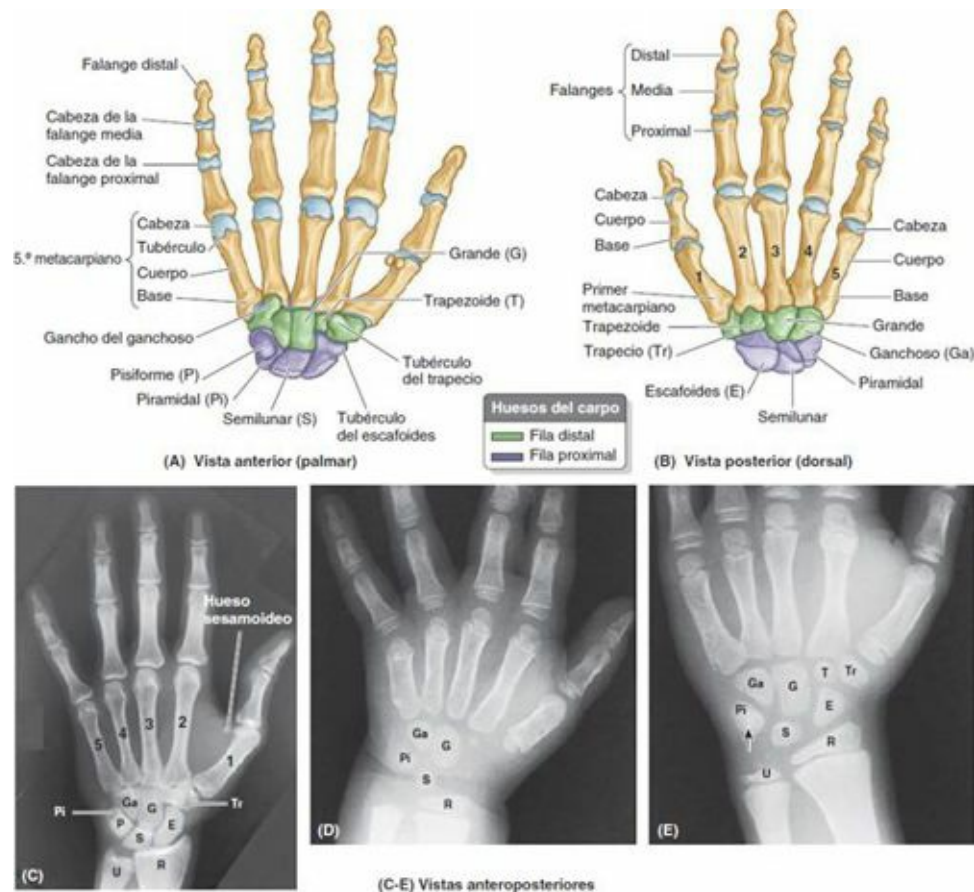 Falange distal
Cabeza de la
falange media
Cabeza de la
falange proximal
5.º metacarpiano
Cabeza
Tubérculo
Cuerpo
Base
Gancho del ganchoso
Pisiforme (P)
Piramidal (Pi)
Semilunar (S)
Tubérculo
del escafoides
Tubérculo
del trapecio
Trapezoide (T)
Grande (G)
(A) Vista anterior (palmar)
Huesos del carpo
Fila distal
Fila proximal
Falanges
Distal
Media
Proximal
Cabeza
Cuerpo
Base
Primer
metacarpiano
Trapezoide
Trapecio (Tr)
Escafoides (E)
Semilunar
Piramidal
Ganchoso (Ga)
Grande
Base
Cuerpo
Cabeza
1
2
3
4
5
(B) Vista posterior (dorsal)
Hueso
sesamoideo
5
4
3
2
1
Pi
Ga
G
Tr
P
S
E
U
R
(C)
Ga
G
Pi
S
R
(D)
Ga
G
T
Tr
Pi
E
S
R
U
(E)
(C-E) Vistas anteroposteriores